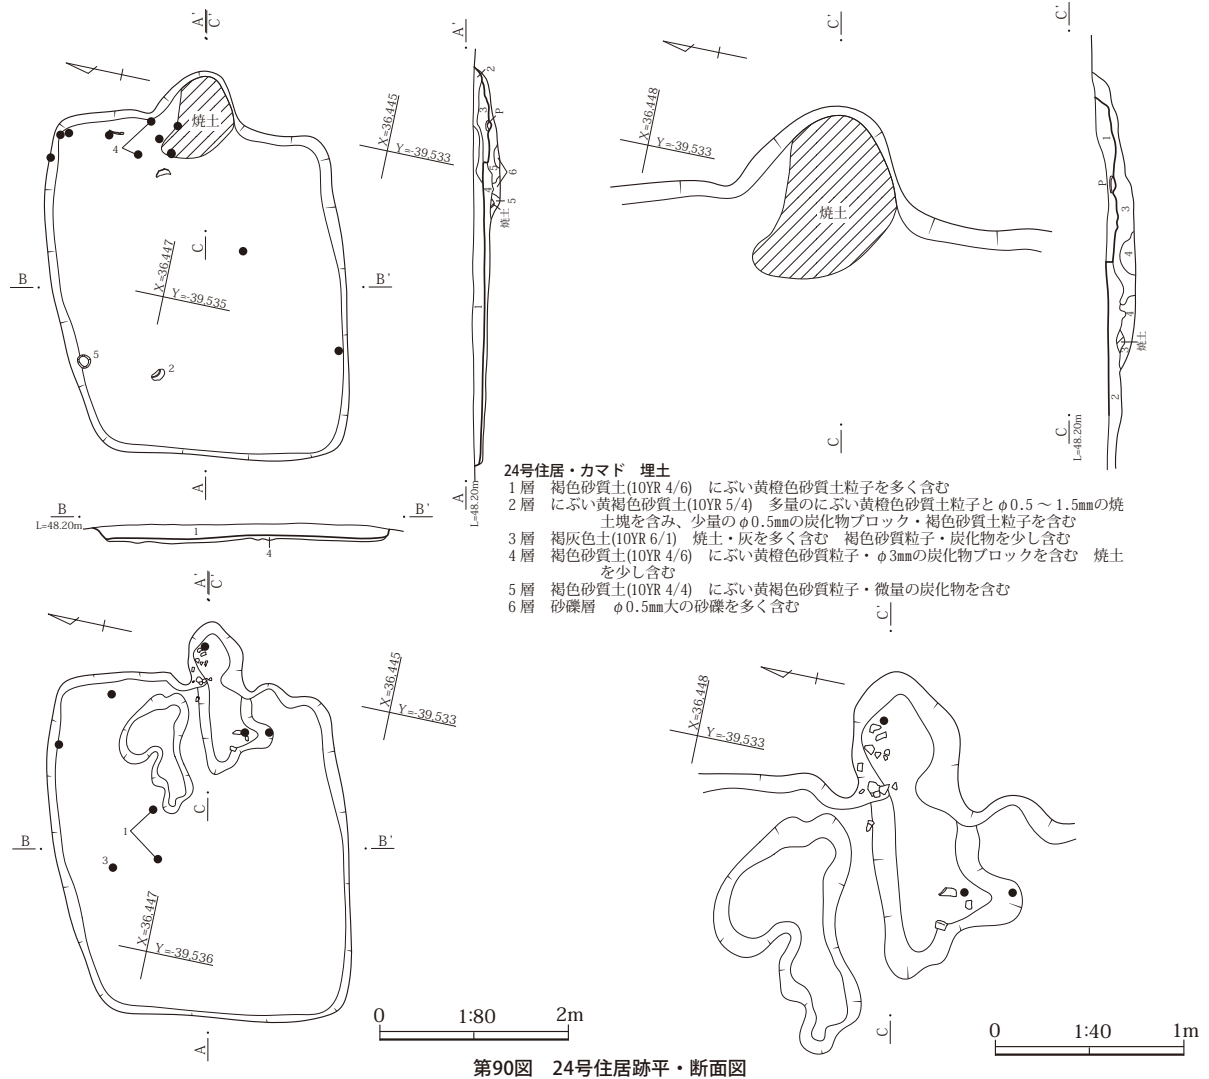 A'
C'
焼土
4
C
X=36,447
Y=-39,535
B
B'
5
2
A
X=36,445
Y=-39,533
A'
2
3
P
5
6
4
5
焼土
1
A
L=48.20m
C'
X=36,448
Y=-39,533
焼土
C
C'
1
P
3
4
4
3
焼土
2
C
L=48.20m
B
B'
L=48.20m
1
4
24号住居・カマド 埋土
1層 褐色砂質土(10YR 4/6) にぶい黄橙色砂質土粒子を多く含む
2層 にぶい黄褐色砂質土(10YR 5/4) 多量のにぶい黄橙色砂質土粒子とφ0.5～1.5㎜の焼
土塊を含み、少量のφ0.5㎜の炭化物ブロック・褐色砂質土粒子を含む
3層 褐灰色土(10YR 6/1) 焼土・灰を多く含む 褐色砂質粒子・炭化物を少し含む
4層 褐色砂質土(10YR 4/6) にぶい黄橙色砂質粒子・φ3㎜の炭化物ブロックを含む 焼土
を少し含む
5層 褐色砂質土(10YR 4/4) にぶい黄褐色砂質粒子・微量の炭化物を含む
6層 砂礫層 φ0.5㎜大の砂礫を多く含む
A'
C'
X=36,445
Y=-39,533
C
B
B'
1
3
X=36,447
Y=-39,536
A
C'
X=36,448
Y=-39,533
C
0 1:80 2m
0 1:40 1m
第90図 24号住居跡平・断面図